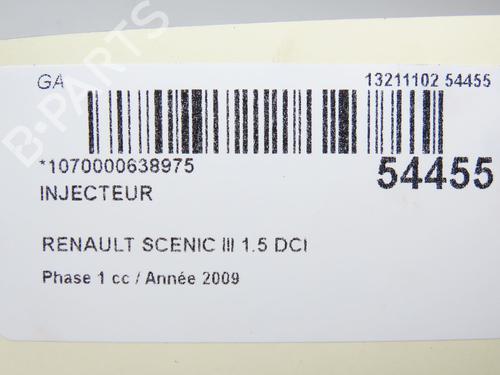 GA
13211102 54455
*1070000638975
54455
INJECTEUR
RENAULT SCENIC III 1.5 DCI
Phase 1 cc / Année 2009
B-PARTS